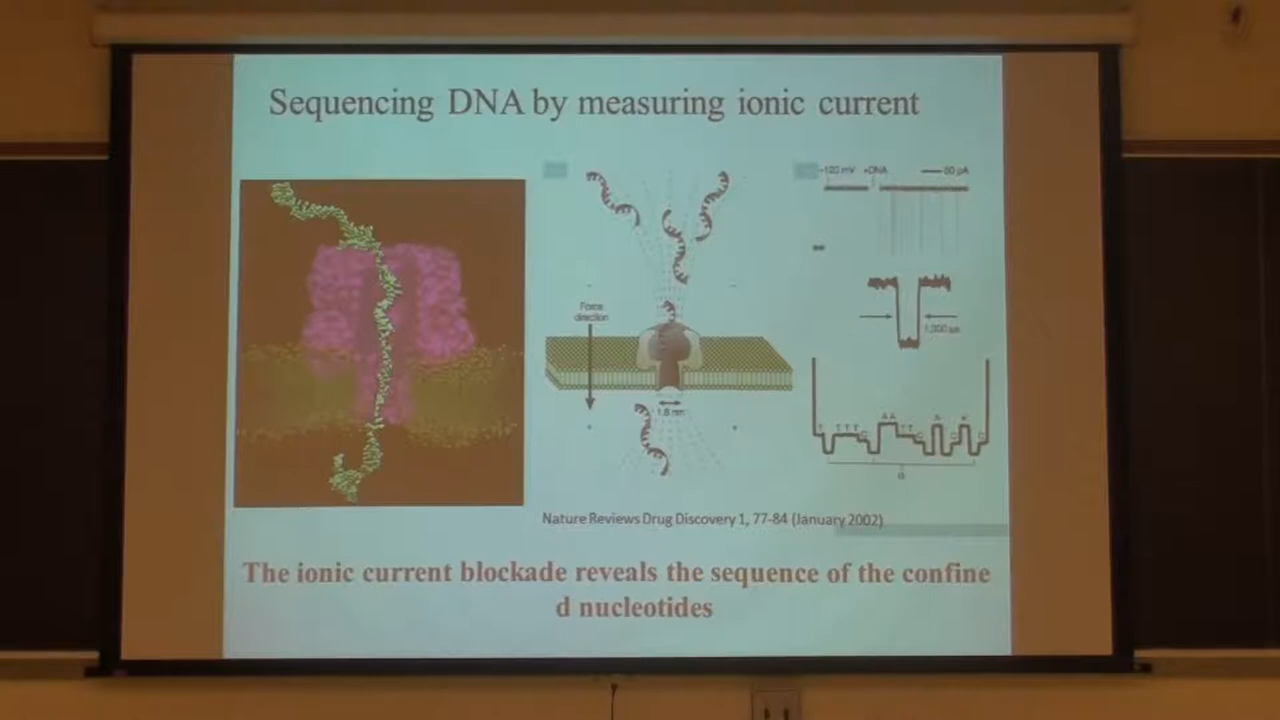 Sequencing DNA by measuring ionic current
-120 mV +DNA 50 pA
Force
direction
1,300 µs
1.8 nm
T T T T A A T T A
G
Nature Reviews Drug Discovery 1, 77-84 (January 2002)
The ionic current blockade reveals the sequence of the confine
d nucleotides